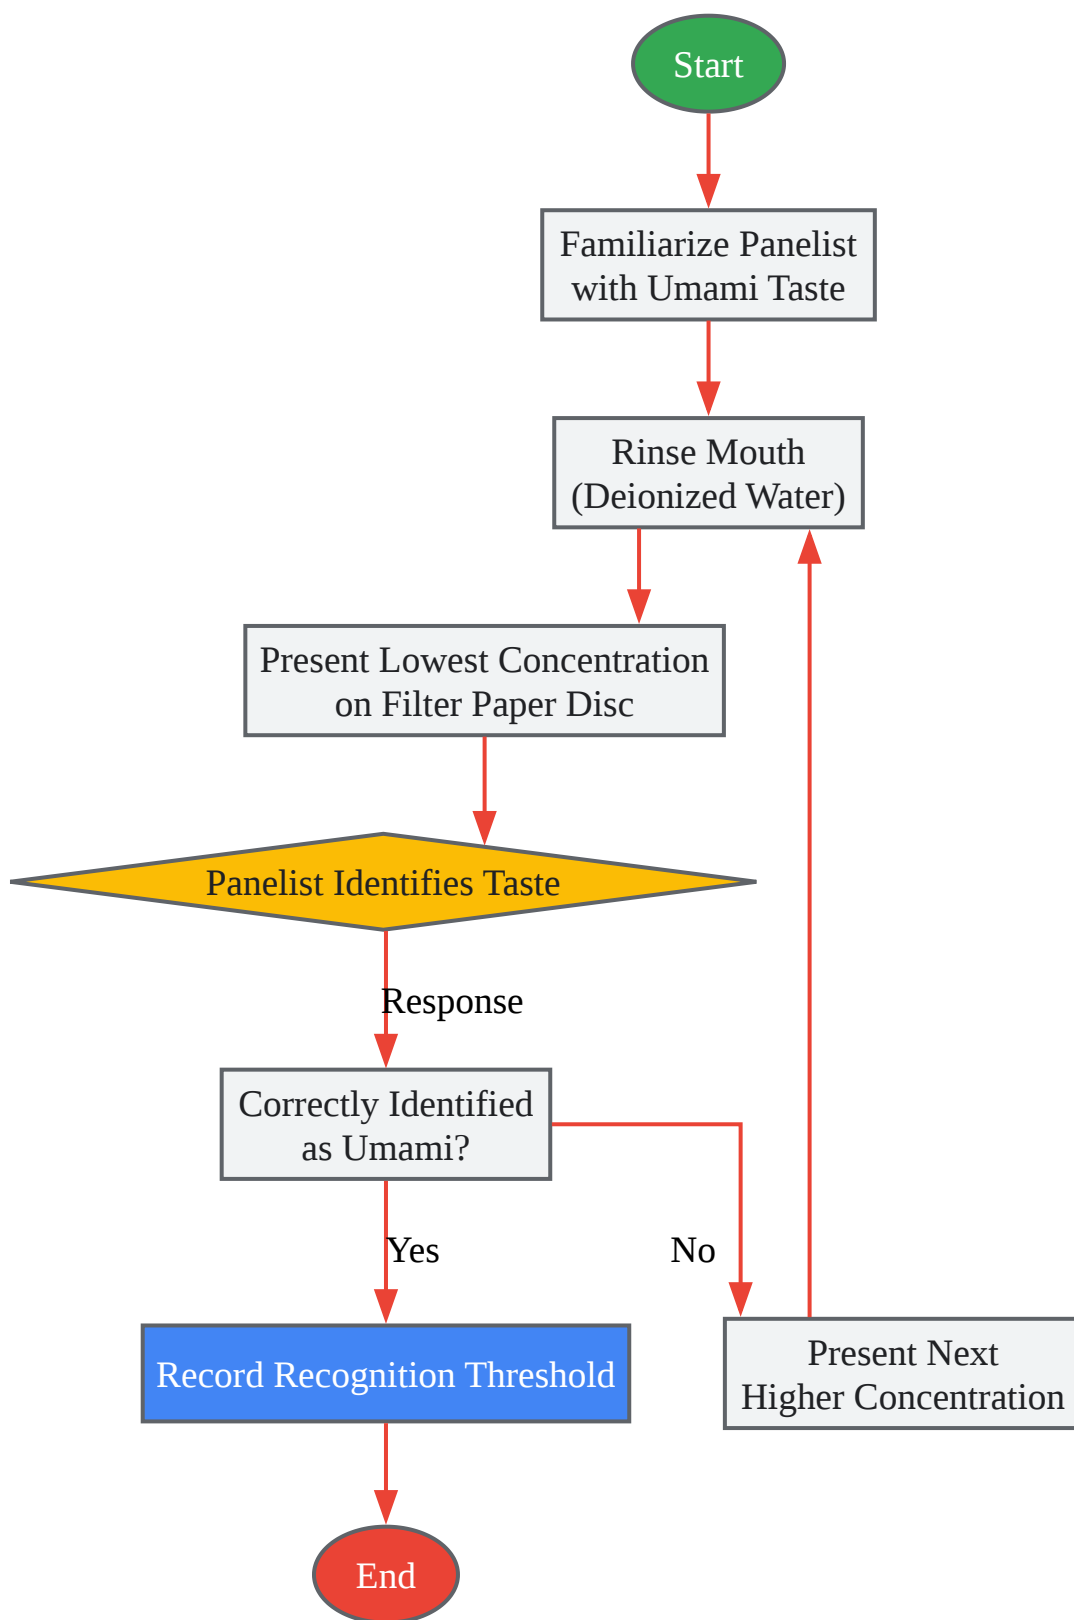 Start
Familiarize Panelist
with Umami Taste
Rinse Mouth
(Deionized Water)
Present Lowest Concentration
on Filter Paper Disc
Panelist Identifies Taste
Response
Correctly Identified
as Umami?
Yes
No
Record Recognition Threshold
Present Next
Higher Concentration
End